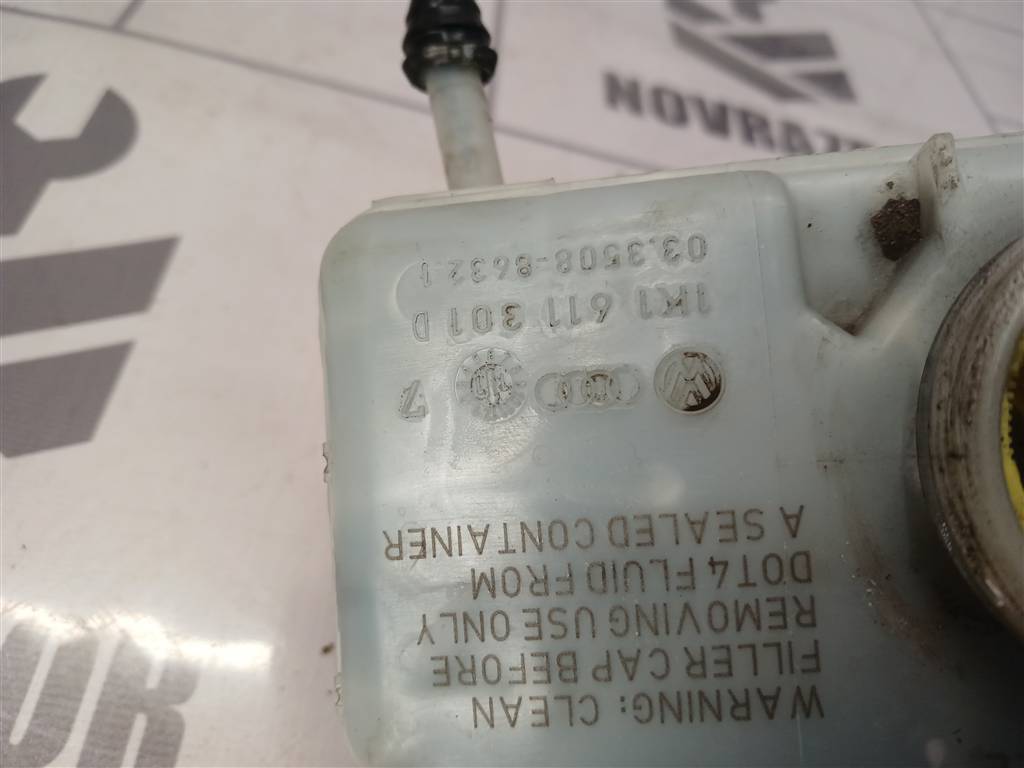 NOVRAZ
WARNING: CLEAN
FILLER CAP BEFORE
REMOVING USE ONLY
DOT4 FLUID FROM
A SEALED CONTAINER
7
1K1 611 301 D
03.3508-8632.1